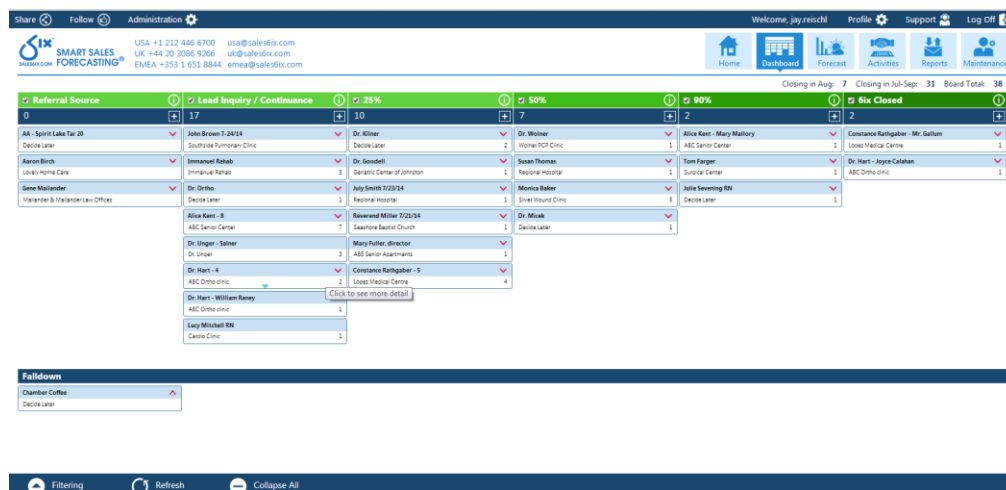 Share Follow Administration Welcome, jay.reischl Profile Support Log Off
SIX SMART SALES FORECASTING®
SALES6IX.COM
USA +1 212 446 6700 usa@sales6ix.com
UK +44 20 3086 9266 uk@sales6ix.com
EMEA +353 1 651 8844 emea@sales6ix.com
Home Dashboard Forecast Activities Reports Maintenance
Closing in Aug: 7 Closing in Jul-Sep: 31 Board Total: 38
Referral Source
0
AA - Spirit Lake Tar 20
Decide Later
Aaron Birch
Lovely Home Care
Gene Mailander
Mailander & Mailander Law Offices
Lead Inquiry / Continuance
17
John Brown 7-24/14
Southside Pulmonary Clinic
Immanuel Rehab
Immanuel Rehab 3
Dr. Ortho
Decide Later 1
Alice Kent - 8
ABC Senior Center 7
Dr. Unger - Sainer
Dr. Unger 3
Dr. Hart - 4
ABC Ortho clinic 2
Dr. Hart - William Raney
ABC Ortho clinic 1
Lucy Mitchell RN
Cardio Clinic 1
Click to see more detail
25%
10
Dr. Kilner
Decide Later 2
Dr. Goodell
Geriatric Center of Johnston 1
July Smith 7/23/14
Regional Hospital 1
Reverend Miller 7/21/14
Seashore Baptist Church 1
Mary Fuller, director
ABE Senior Apartments 1
Constance Rathgaber - 5
Lopez Medical Centre 4
50%
7
Dr. Wolner
Wolner PCP Clinic 1
Susan Thomas
Regional Hospital 1
Monica Baker
Silver Wound Clinic 5
Dr. Micek
Decide Later 1
90%
2
Alice Kent - Mary Mallory
ABC Senior Center 1
Tom Farger
Surgical Center 1
Julie Sevening RN
Decide Later 1
6ix Closed
2
Constance Rathgaber - Mr. Gallum
Lopez Medical Centre 1
Dr. Hart - Joyce Calahan
ABC Ortho clinic 1
Falldown
Chamber Coffee
Decide Later
Filtering Refresh Collapse All